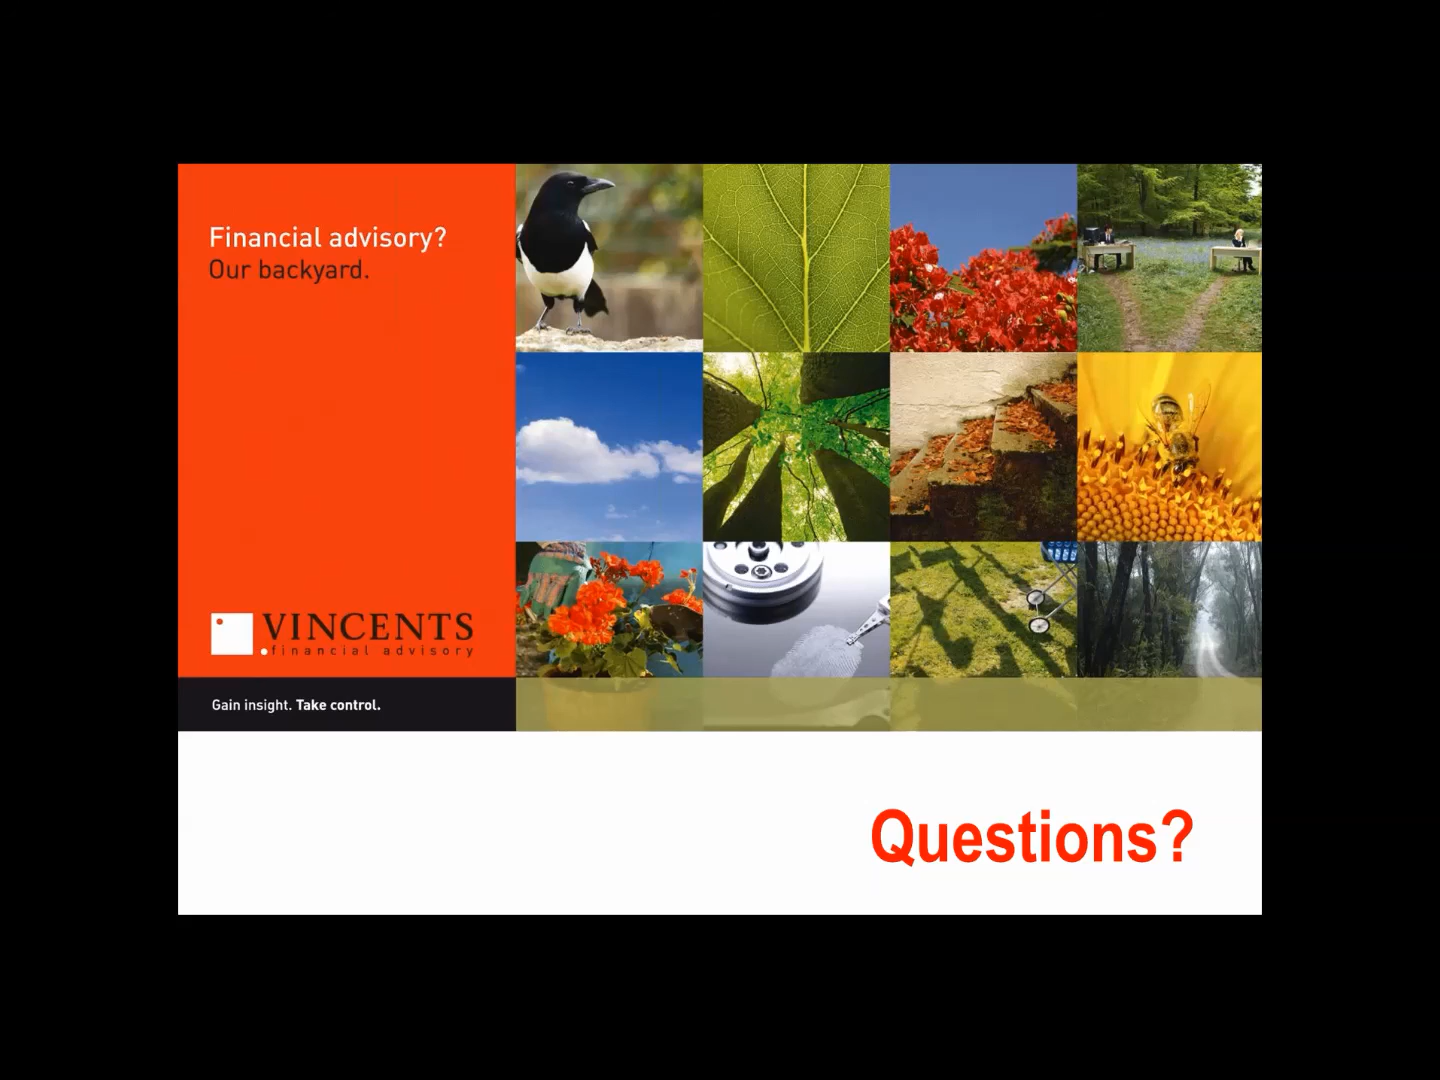 Financial advisory?
Our backyard.
VINCENTS
financial advisory
Gain insight. Take control.
Questions?